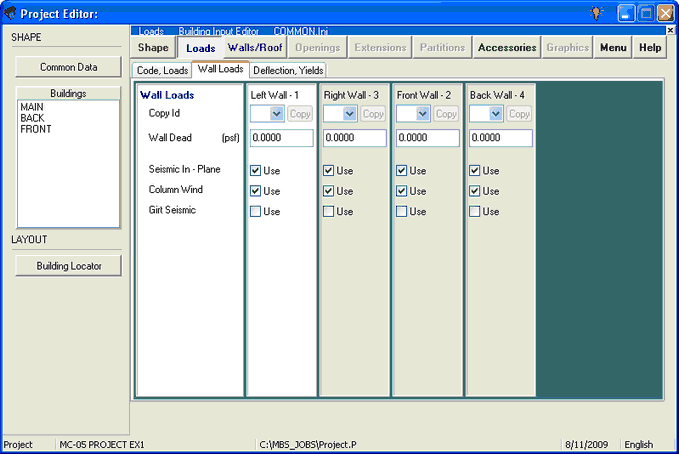 Project Editor:
SHAPE
Common Data
Buildings
MAIN
BACK
FRONT
LAYOUT
Building Locator
Loads Building Input Editor COMMON.Ini
Shape Loads Walls/Roof Openings Extensions Partitions Accessories Graphics Menu Help
Code, Loads Wall Loads Deflection, Yields
Wall Loads Left Wall - 1 Right Wall - 3 Front Wall - 2 Back Wall - 4
Copy Id Copy Copy Copy Copy
Wall Dead (psf) 0.0000 0.0000 0.0000 0.0000
Seismic In - Plane Use Use Use Use
Column Wind Use Use Use Use
Girt Seismic Use Use Use Use
Project MC-05 PROJECT EX1 C:\MBS_JOBS\Project.P 8/11/2009 English